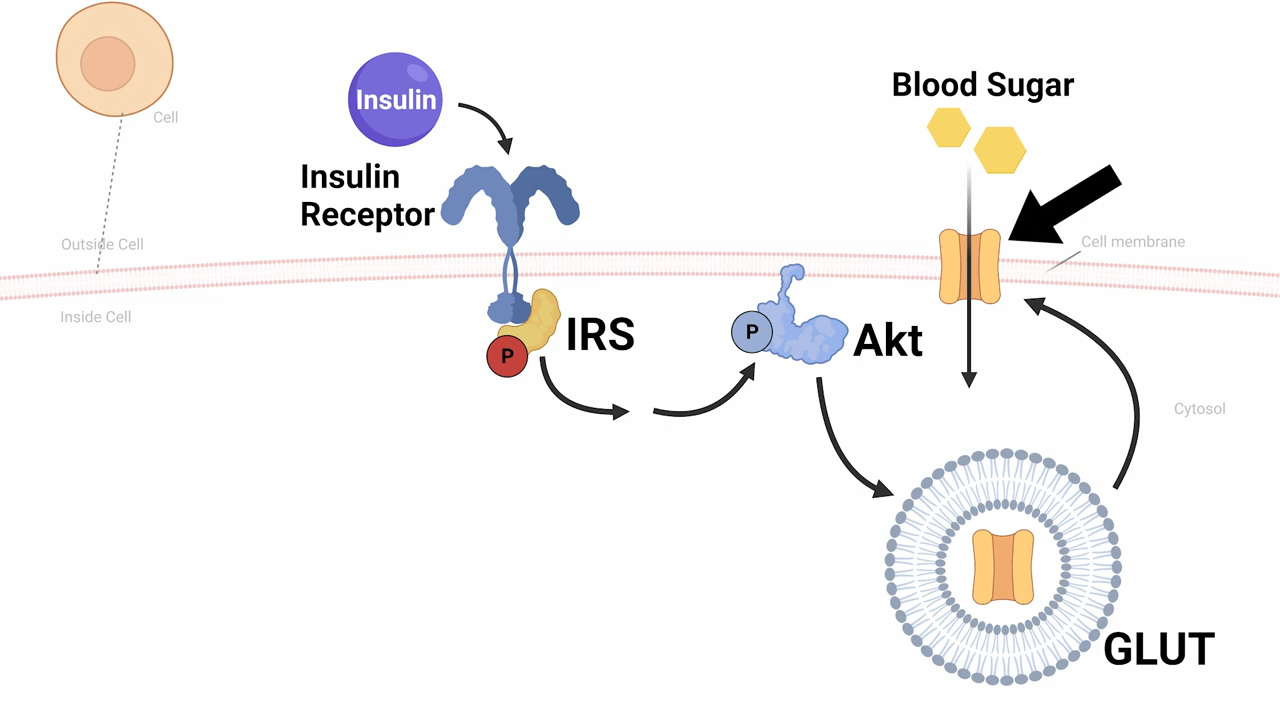 Cell
Insulin
Blood Sugar
Insulin
Receptor
Outside Cell
Cell membrane
Inside Cell
IRS
P
P
Akt
Cytosol
GLUT